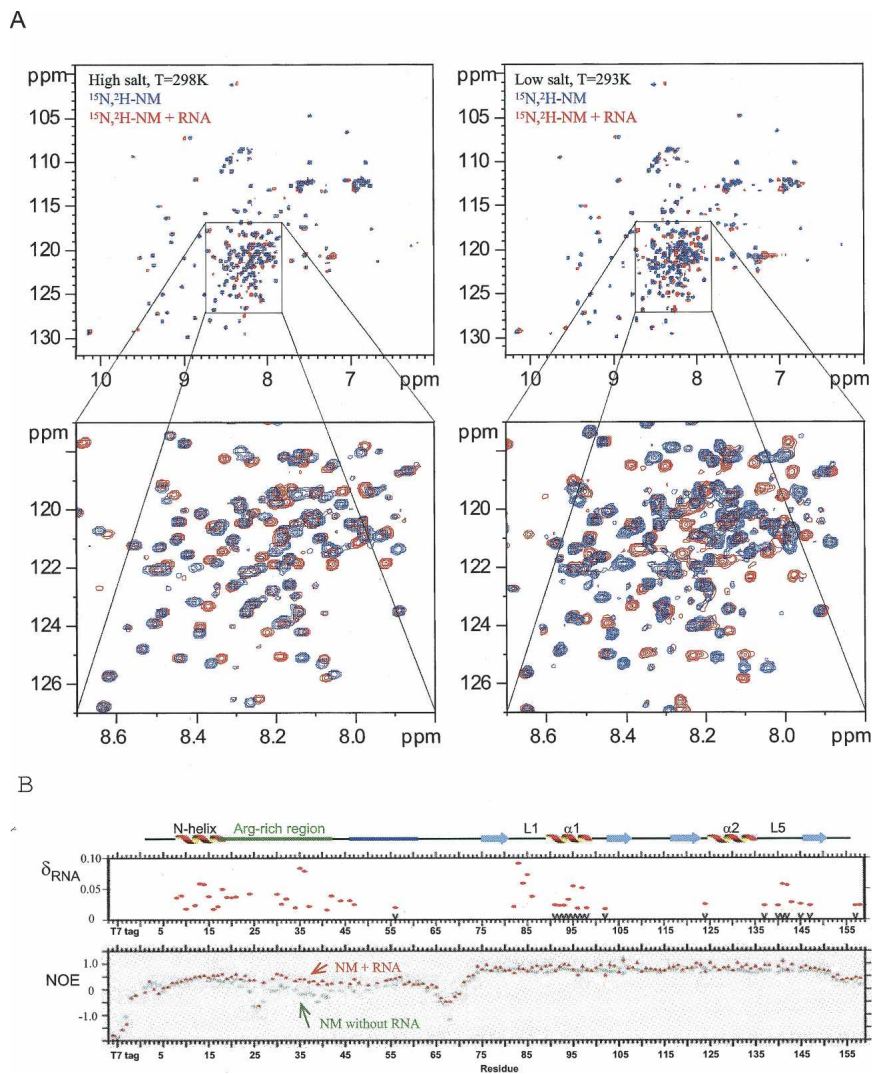 A
ppm
High salt, T=298K
¹⁵N,²H-NM
¹⁵N,²H-NM + RNA
105
110
115
120
125
130
10 9 8 7 ppm
ppm
Low salt, T=293K
¹⁵N,²H-NM
¹⁵N,²H-NM + RNA
105
110
115
120
125
130
10 9 8 7 ppm
ppm
120
122
124
126
8.6 8.4 8.2 8.0 ppm
ppm
120
122
124
126
8.6 8.4 8.2 8.0 ppm
B
N-helix Arg-rich region L1 α1 α2 L5
δRNA
0.10
0.05
0
V V V V V V V V V V V V V V V V V V
T7 tag 5 15 25 35 45 55 65 75 85 95 105 115 125 135 145 155
NOE
1.0
0
-1.0
NM + RNA
NM without RNA
T7 tag 5 15 25 35 45 55 65 75 85 95 105 115 125 135 145 155
Residue